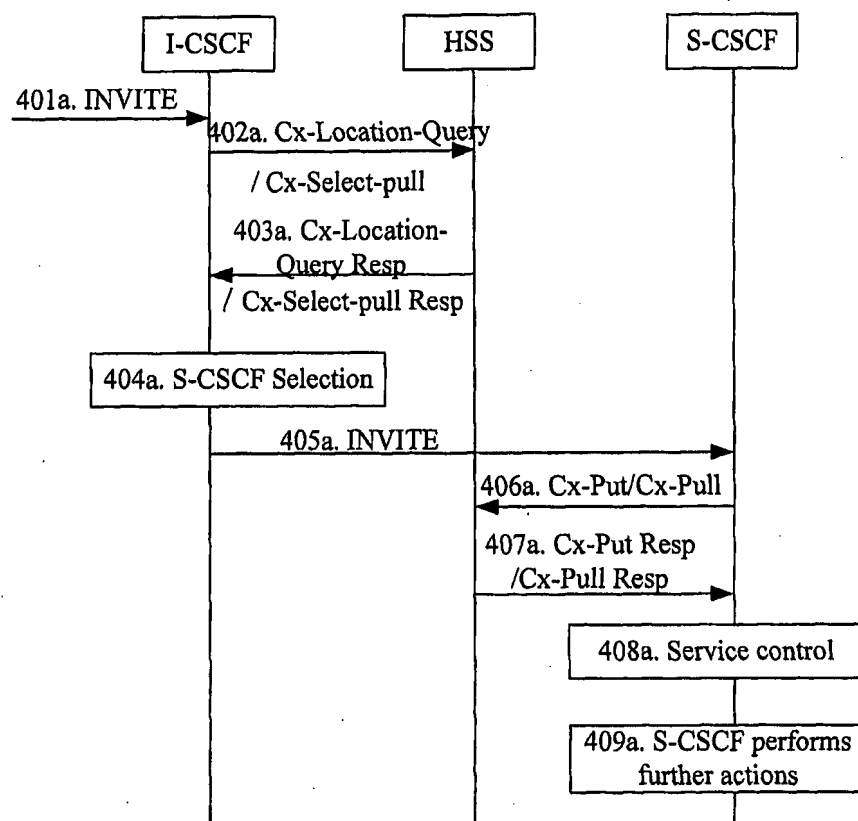 I-CSCF
HSS
S-CSCF
401a. INVITE
402a. Cx-Location-Query
/ Cx-Select-pull
403a. Cx-Location-
Query Resp
/ Cx-Select-pull Resp
404a. S-CSCF Selection
405a. INVITE
406a. Cx-Put/Cx-Pull
407a. Cx-Put Resp
/Cx-Pull Resp
408a. Service control
409a. S-CSCF performs
further actions